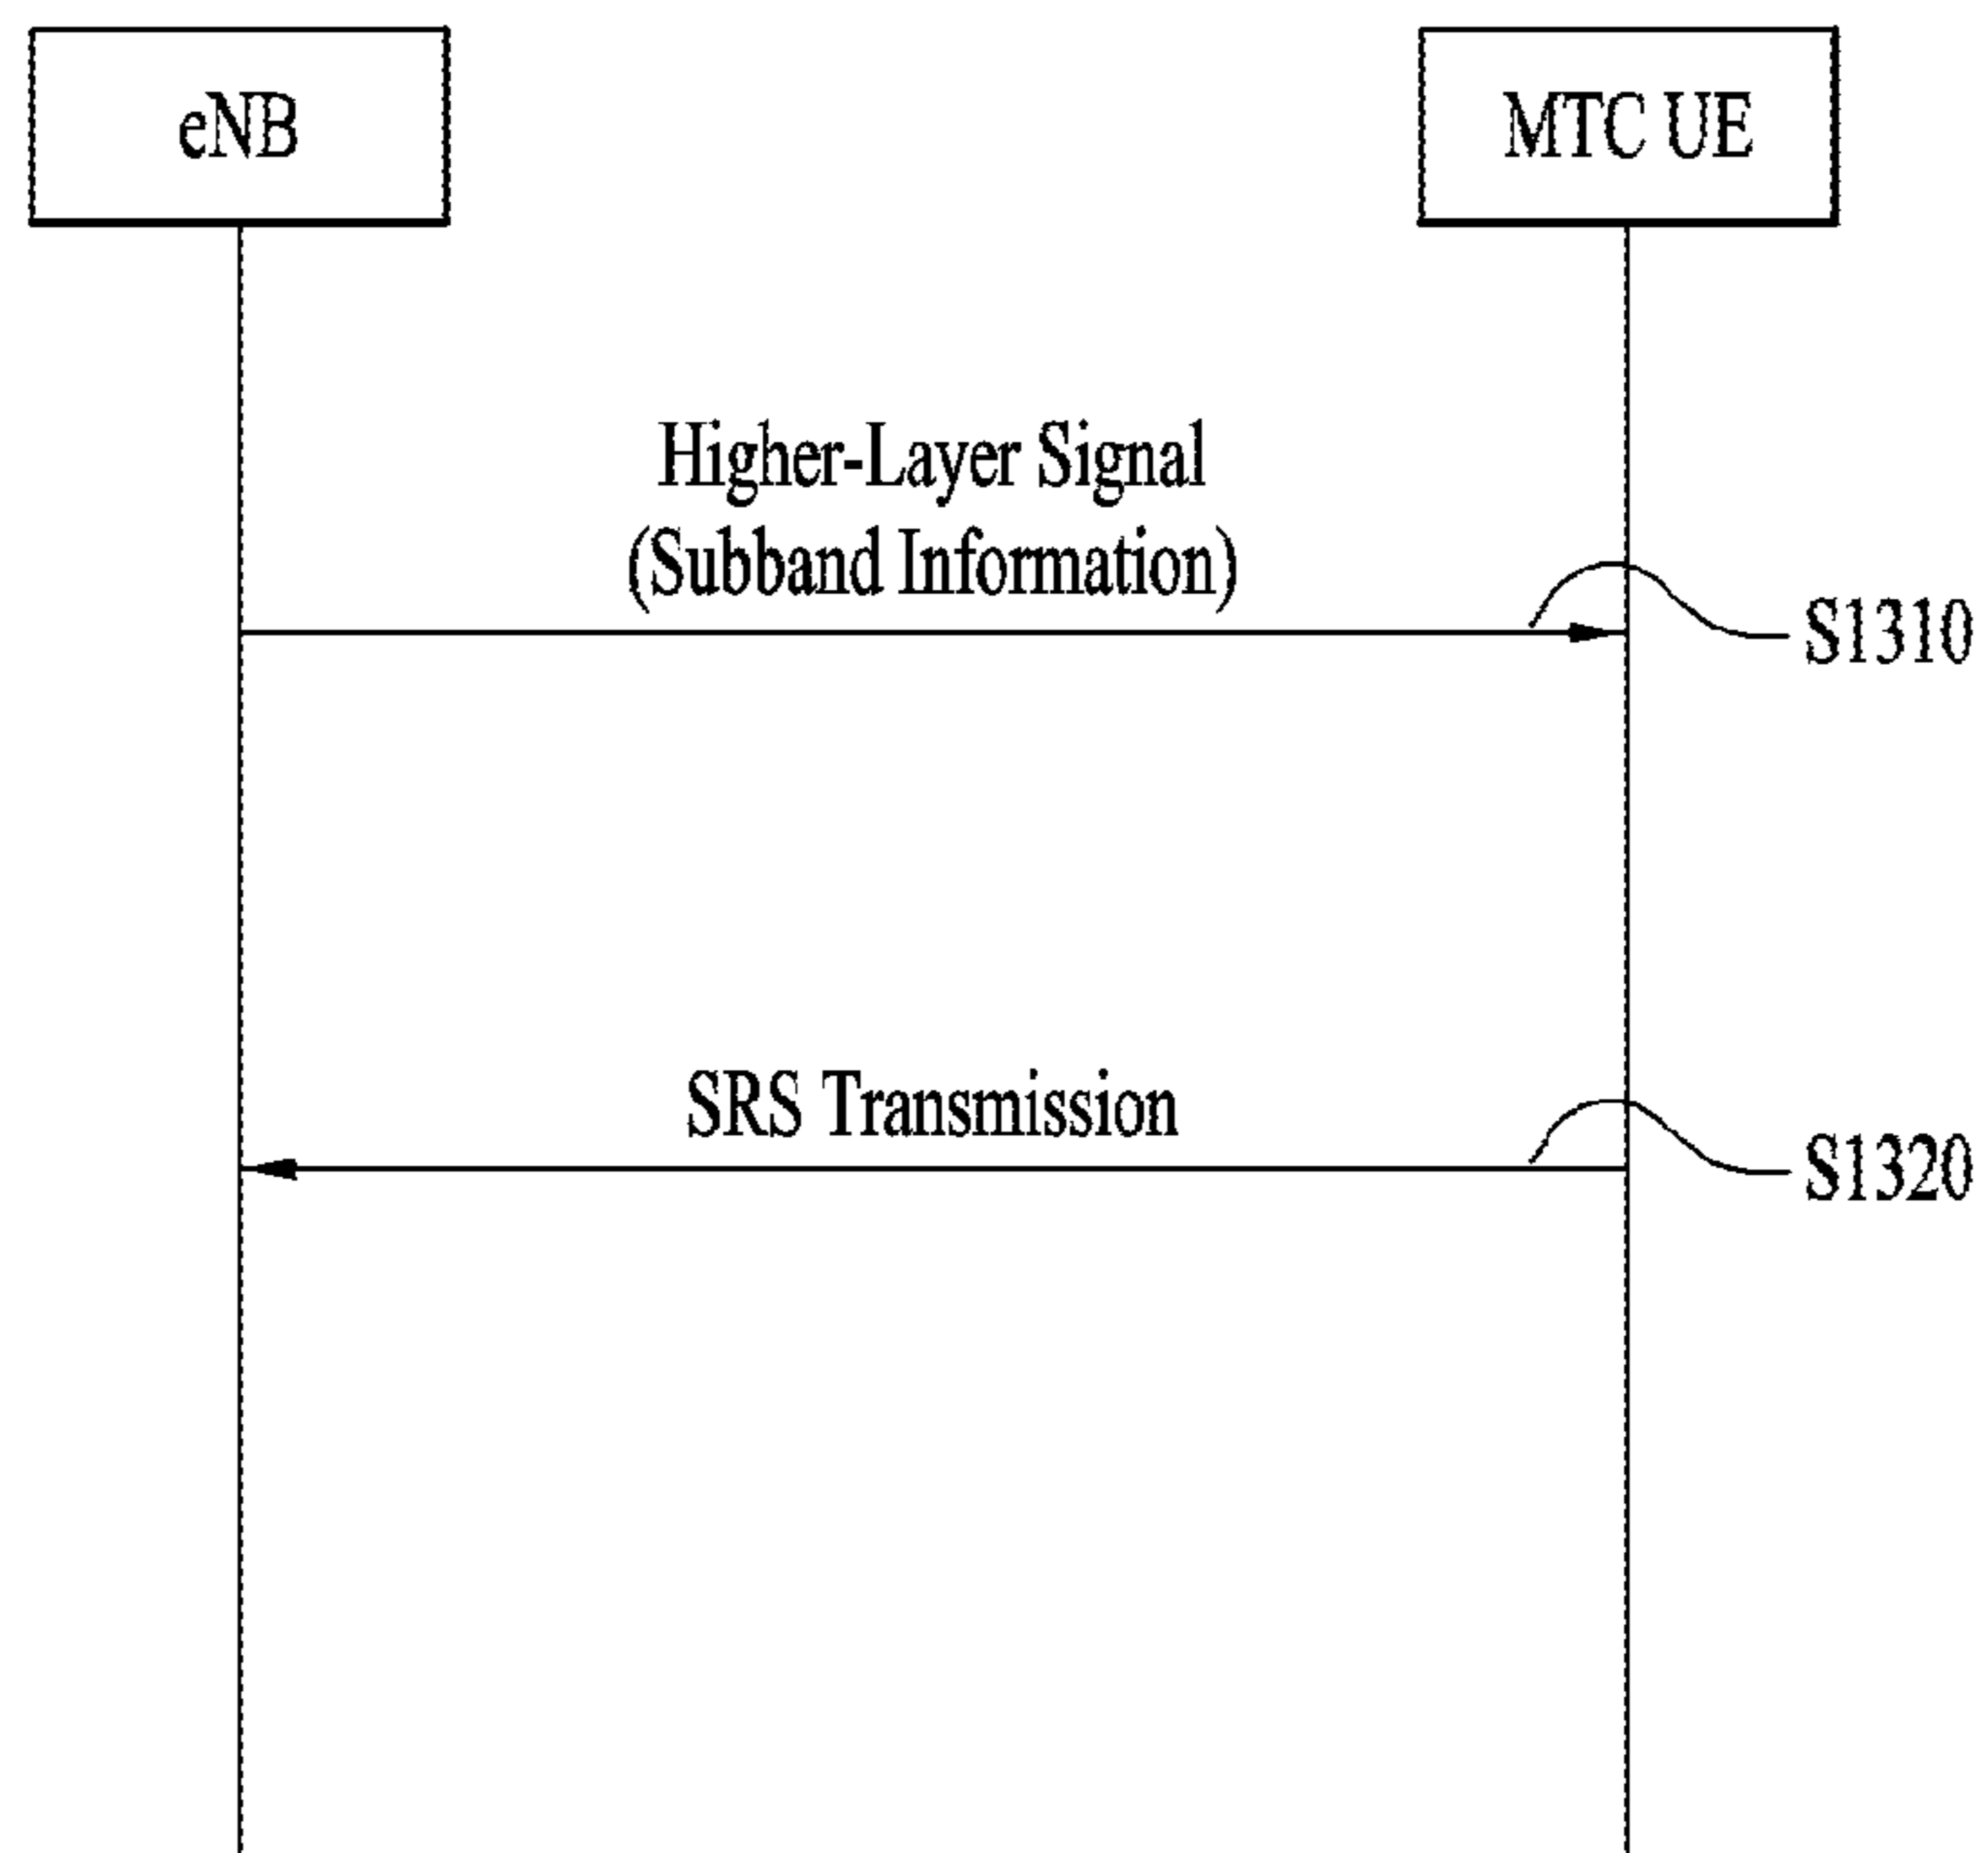 eNB
MTC UE
Higher-Layer Signal
(Subband Information)
S1310
SRS Transmission
S1320